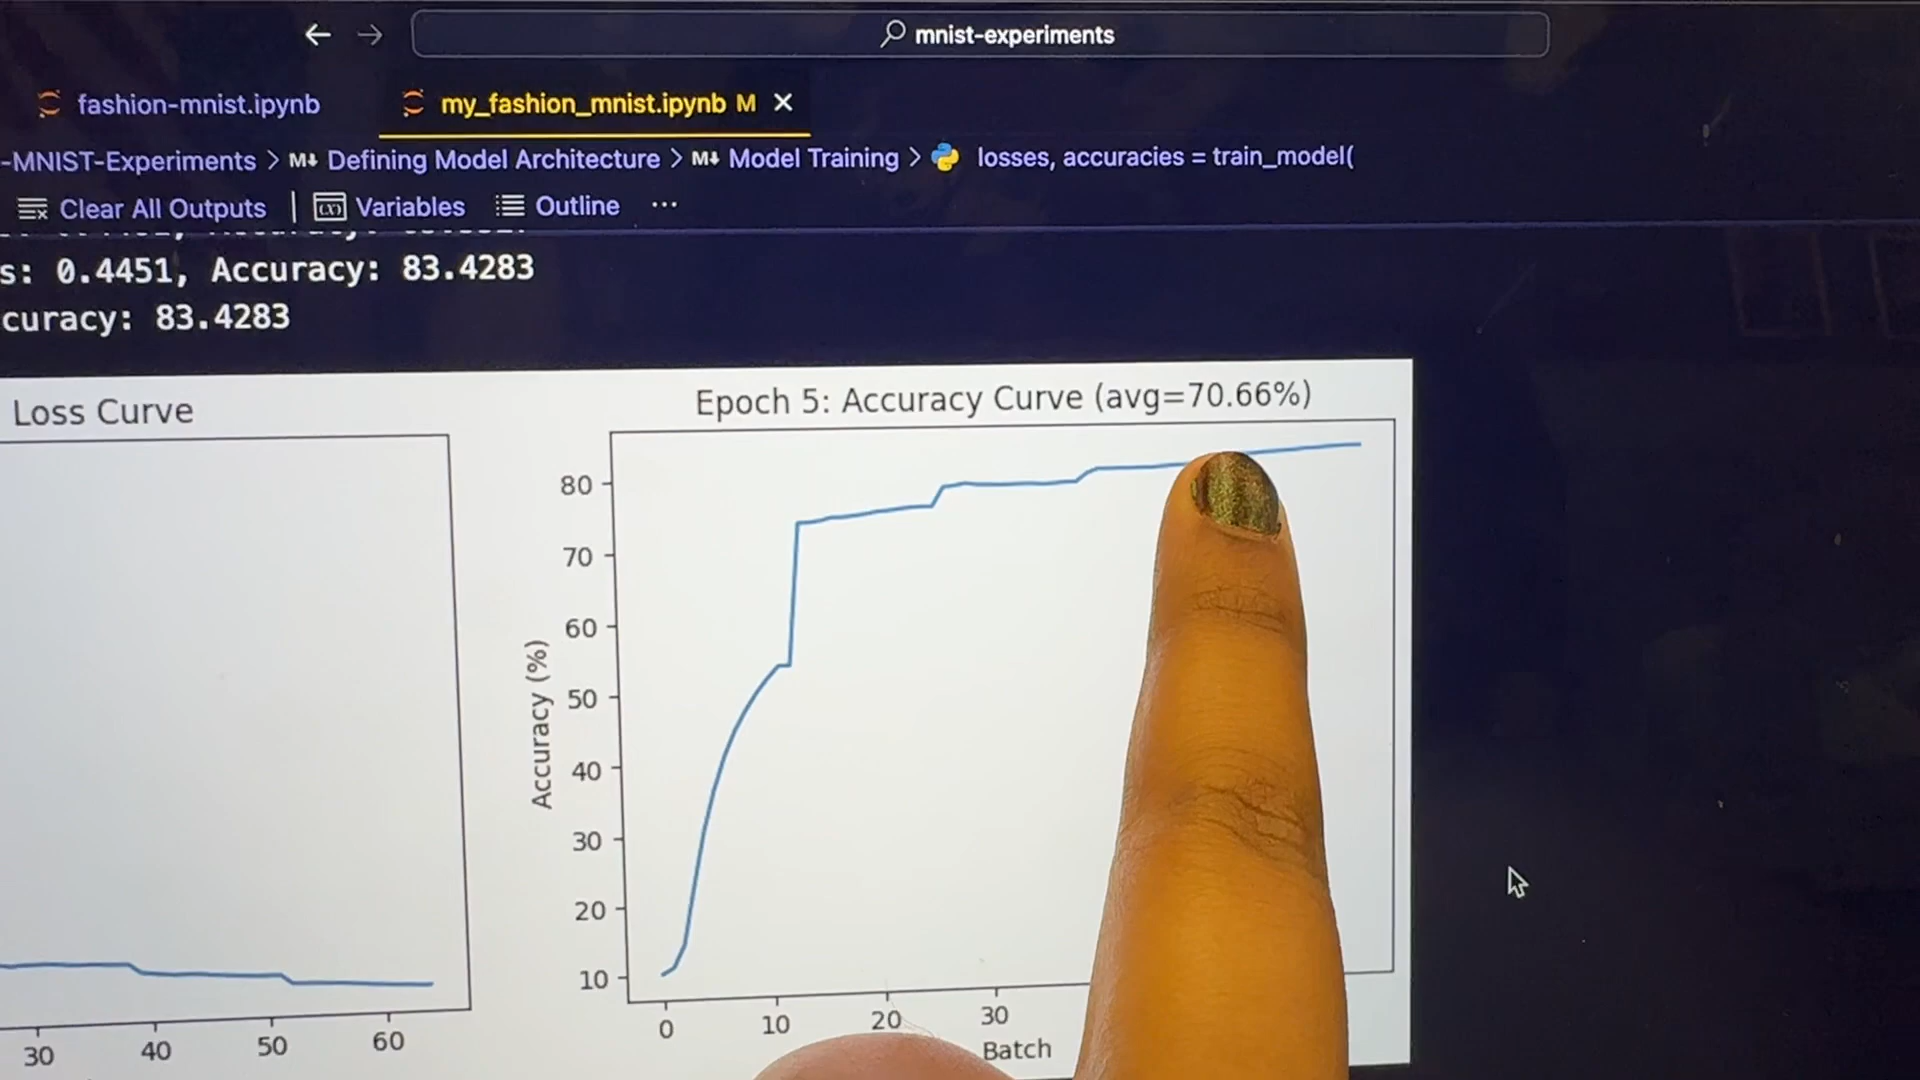 mnist-experiments
fashion-mnist.ipynb
my_fashion_mnist.ipynb M
-MNIST-Experiments > M↓ Defining Model Architecture > M↓ Model Training > losses, accuracies = train_model(
Clear All Outputs | Variables Outline ...
s: 0.4451, Accuracy: 83.4283
curacy: 83.4283
Loss Curve
30 40 50 60
Epoch 5: Accuracy Curve (avg=70.66%)
Accuracy (%)
80
70
60
50
40
30
20
10
0 10 20 30
Batch